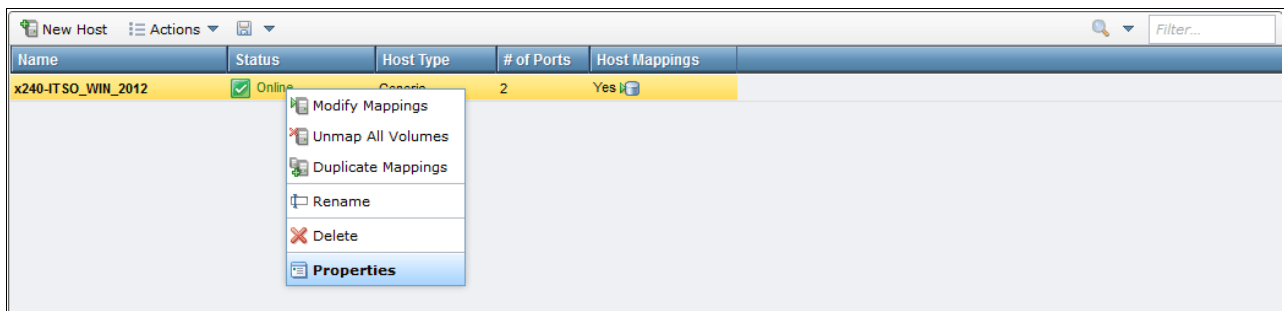 New Host Actions Filter...
Name Status Host Type # of Ports Host Mappings
x240-ITSO_WIN_2012 Online Generic 2 Yes
Modify Mappings
Unmap All Volumes
Duplicate Mappings
Rename
Delete
Properties